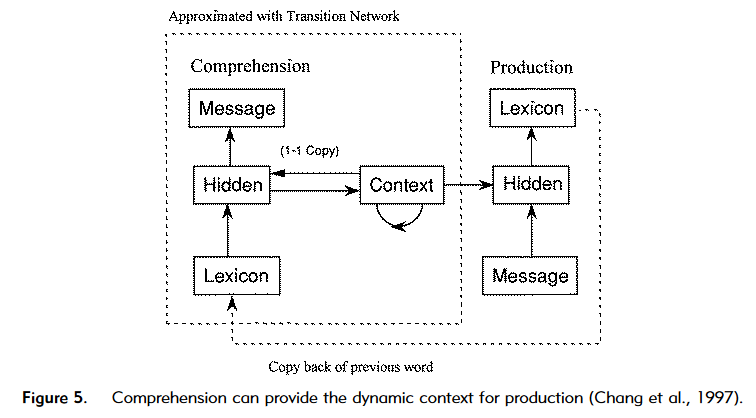 Approximated with Transition Network
Comprehension
Production
Message
Lexicon
(1-1 Copy)
Hidden
Context
Hidden
Lexicon
Message
Copy back of previous word
Figure 5. Comprehension can provide the dynamic context for production (Chang et al., 1997).